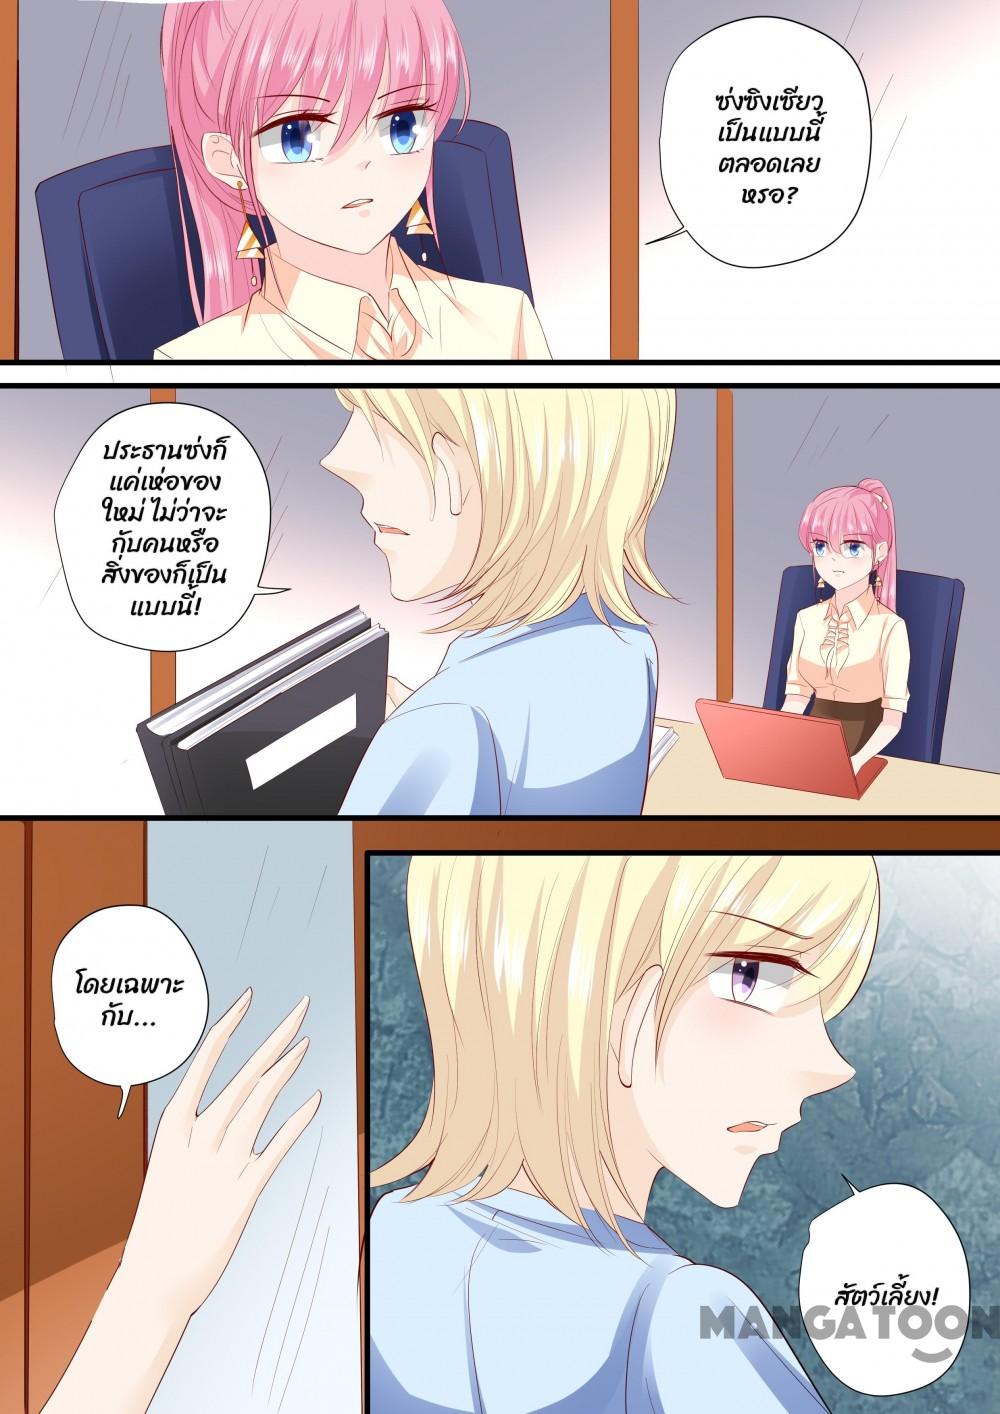 ซ่งซิงเซียว
เป็นแบบนี้
ตลอดเลย
หรอ?
ประธานซ่งก็
แค่เห่อของ
ใหม่ ไม่ว่าจะ
กับคนหรือ
สิ่งของก็เป็น
แบบนี้!
โดยเฉพาะ
กับ...
สัตว์เลี้ยง!
MANGATOON